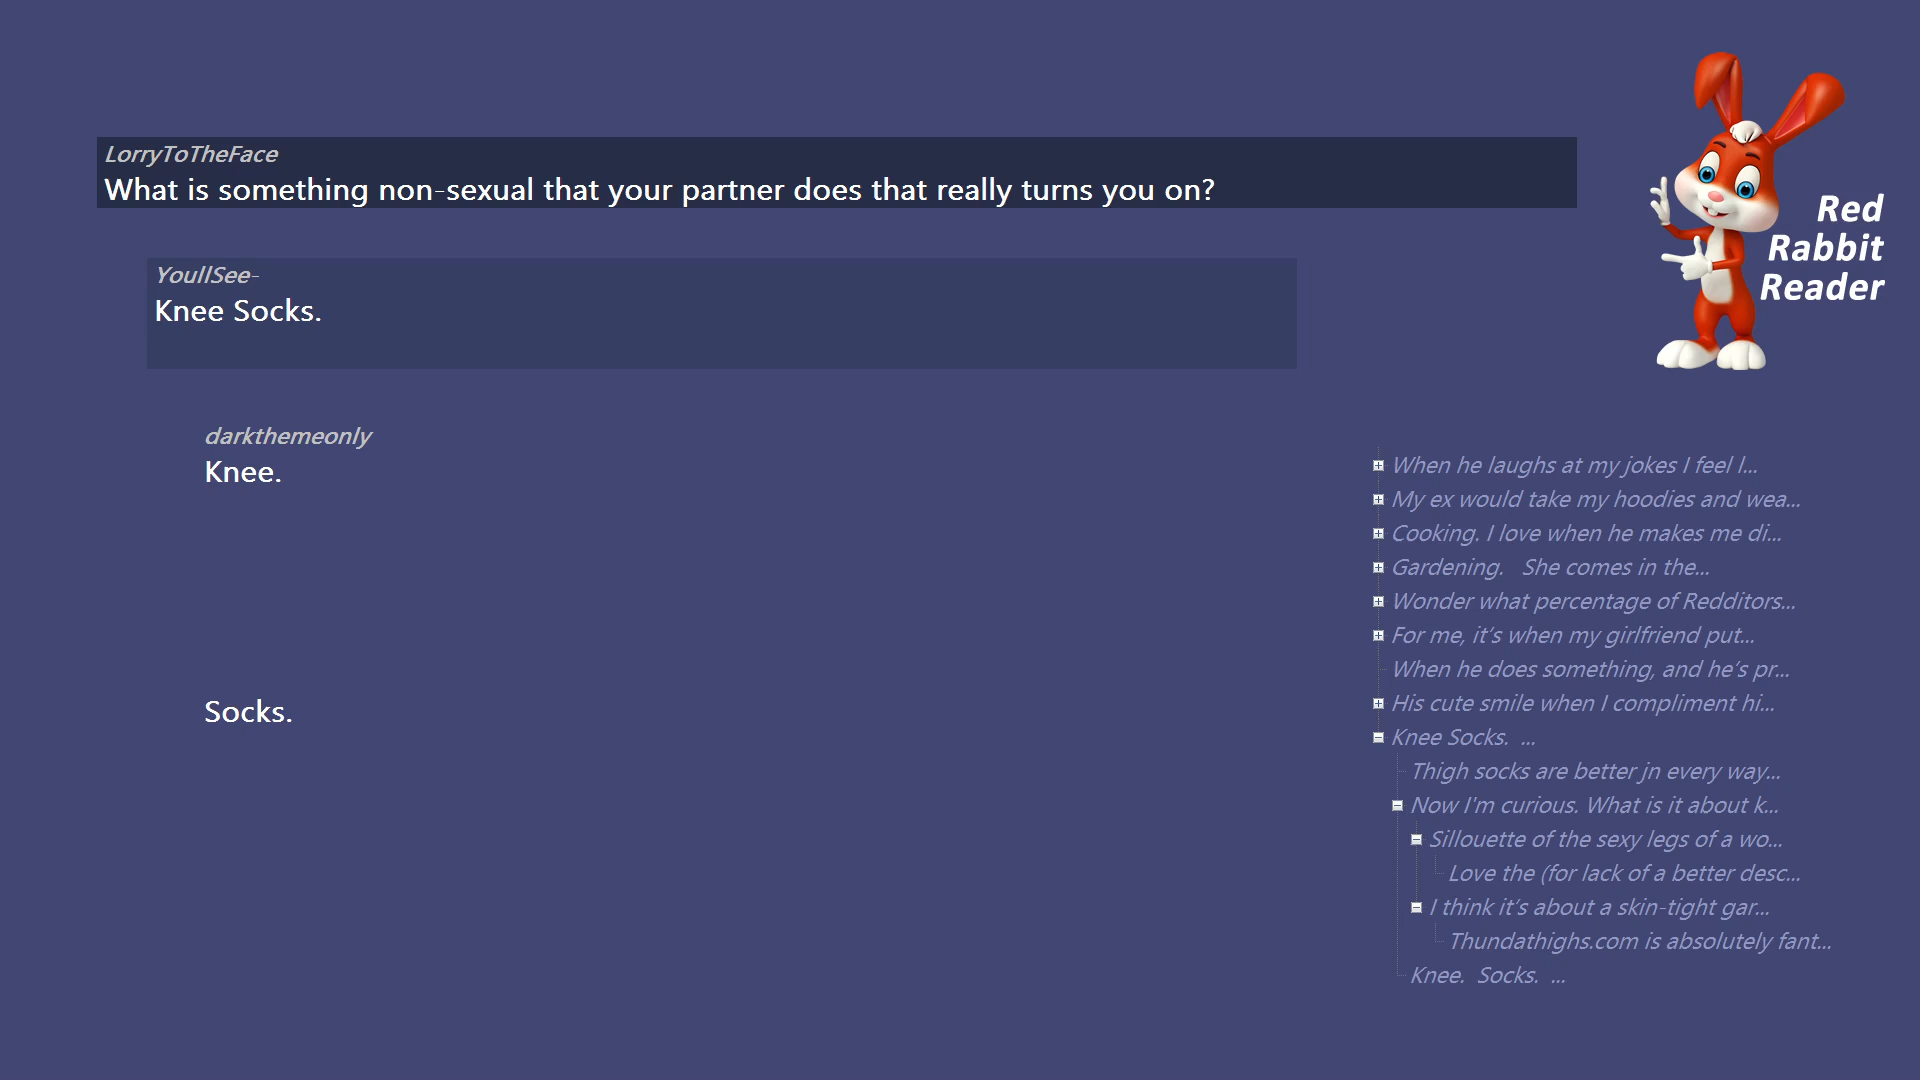 LorryToTheFace
What is something non-sexual that your partner does that really turns you on?
YoullSee-
Knee Socks.
darkthemeonly
Knee.
Socks.
Red
Rabbit
Reader
When he laughs at my jokes I feel l...
My ex would take my hoodies and wea...
Cooking. I love when he makes me di...
Gardening.   She comes in the...
Wonder what percentage of Redditors...
For me, it's when my girlfriend put...
When he does something, and he's pr...
His cute smile when I compliment hi...
Knee Socks.  ...
Thigh socks are better jn every way...
Now I'm curious. What is it about k...
Sillouette of the sexy legs of a wo...
Love the (for lack of a better desc...
I think it's about a skin-tight gar...
Thundathighs.com is absolutely fant...
Knee.  Socks.  ...